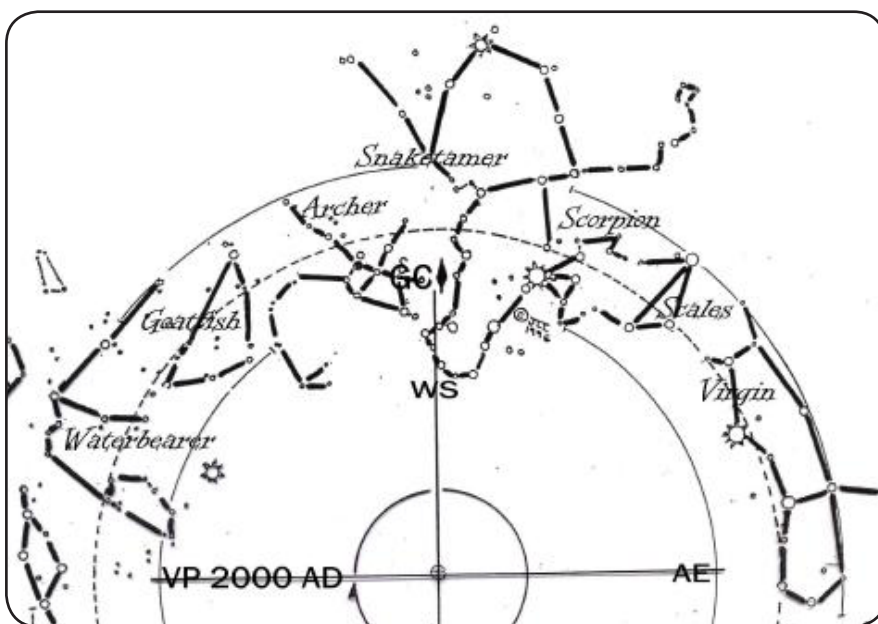 Snaketamer
Archer
Scorpion
GC
Goatfish
Scales
WS
Virgin
Waterbearer
VP 2000 AD
AE